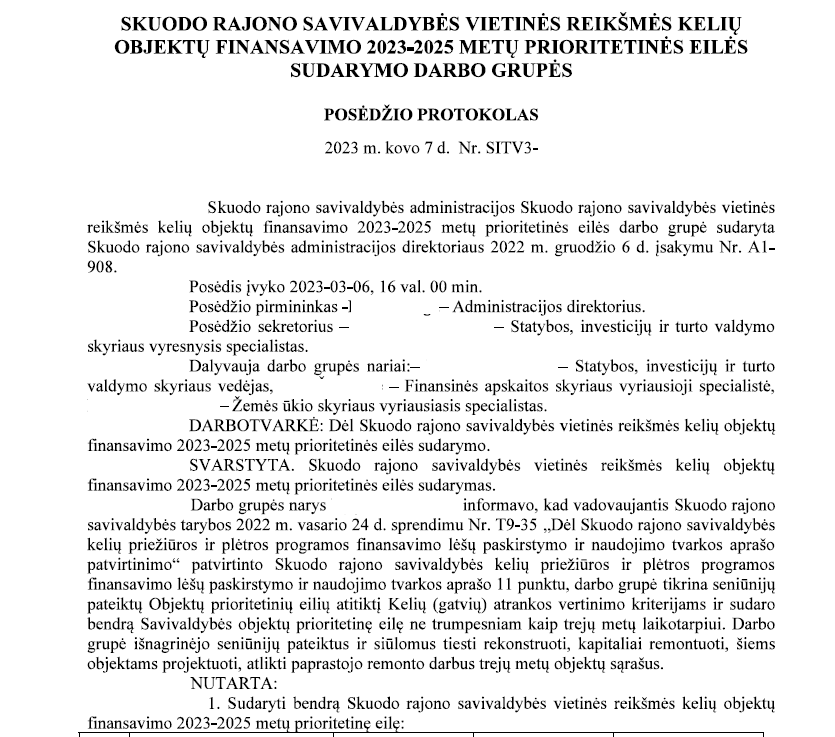 SKUODO RAJONO SAVIVALDYBĖS VIETINĖS REIKŠMĖS KELIŲ
OBJEKTŲ FINANSAVIMO 2023-2025 METŲ PRIORITETINĖS EILĖS
SUDARYMO DARBO GRUPĖS
POSĖDŽIO PROTOKOLAS
2023 m. kovo 7 d. Nr. SITV3-
Skuodo rajono savivaldybės administracijos Skuodo rajono savivaldybės vietinės
reikšmės kelių objektų finansavimo 2023-2025 metų prioritetinės eilės darbo grupė sudaryta
Skuodo rajono savivaldybės administracijos direktoriaus 2022 m. gruodžio 6 d. įsakymu Nr. A1-
908.
Posėdis įvyko 2023-03-06, 16 val. 00 min.
Posėdžio pirmininkas - – Administracijos direktorius.
Posėdžio sekretorius – – Statybos, investicijų ir turto valdymo
skyriaus vyresnysis specialistas.
Dalyvauja darbo grupės nariai:– – Statybos, investicijų ir turto
valdymo skyriaus vedėjas, – Finansinės apskaitos skyriaus vyriausioji specialistė,
– Žemės ūkio skyriaus vyriausiasis specialistas.
DARBOTVARKĖ: Dėl Skuodo rajono savivaldybės vietinės reikšmės kelių objektų
finansavimo 2023-2025 metų prioritetinės eilės sudarymo.
SVARSTYTA. Skuodo rajono savivaldybės vietinės reikšmės kelių objektų
finansavimo 2023-2025 metų prioritetinės eilės sudarymas.
Darbo grupės narys informavo, kad vadovaujantis Skuodo rajono
savivaldybės tarybos 2022 m. vasario 24 d. sprendimu Nr. T9-35 „Dėl Skuodo rajono savivaldybės
kelių priežiūros ir plėtros programos finansavimo lėšų paskirstymo ir naudojimo tvarkos aprašo
patvirtinimo“ patvirtinto Skuodo rajono savivaldybės kelių priežiūros ir plėtros programos
finansavimo lėšų paskirstymo ir naudojimo tvarkos aprašo 11 punktu, darbo grupė tikrina seniūnijų
pateiktų Objektų prioritetinių eilių atitiktį Kelių (gatvių) atrankos vertinimo kriterijams ir sudaro
bendrą Savivaldybės objektų prioritetinę eilę ne trumpesniam kaip trejų metų laikotarpiui. Darbo
grupė išnagrinėjo seniūnijų pateiktus ir siūlomus tiesti rekonstruoti, kapitaliai remontuoti, šiems
objektams projektuoti, atlikti paprastojo remonto darbus trejų metų objektų sąrašus.
NUTARTA:
1. Sudaryti bendrą Skuodo rajono savivaldybės vietinės reikšmės kelių objektų
finansavimo 2023-2025 metų prioritetinę eilę: